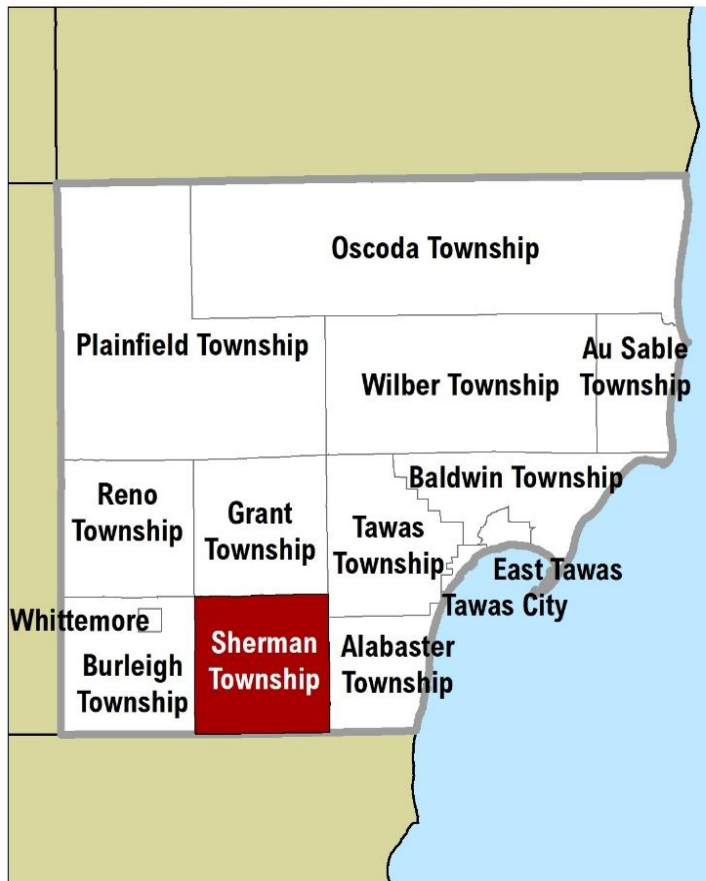 Oscoda Township
Plainfield Township
Au Sable
Township
Wilber Township
Baldwin Township
Reno
Township
Grant
Township
Tawas
Township
East Tawas
Tawas City
Whittemore
Burleigh
Township
Sherman
Township
Alabaster
Township